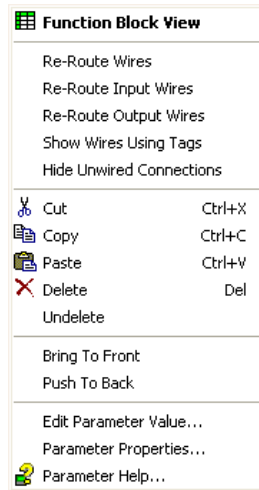 Function Block View
Re-Route Wires
Re-Route Input Wires
Re-Route Output Wires
Show Wires Using Tags
Hide Unwired Connections
Cut Ctrl+X
Copy Ctrl+C
Paste Ctrl+V
Delete Del
Undelete
Bring To Front
Push To Back
Edit Parameter Value...
Parameter Properties...
Parameter Help...